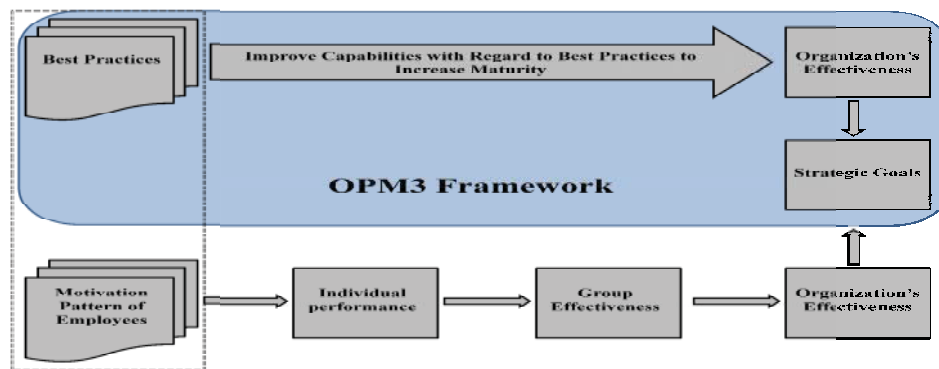 Best Practices
Improve Capabilities with Regard to Best Practices to
Increase Maturity
Organization's
Effectiveness
Strategic Goals
OPM3 Framework
Motivation
Pattern of
Employees
Individual
performance
Group
Effectiveness
Organization's
Effectiveness